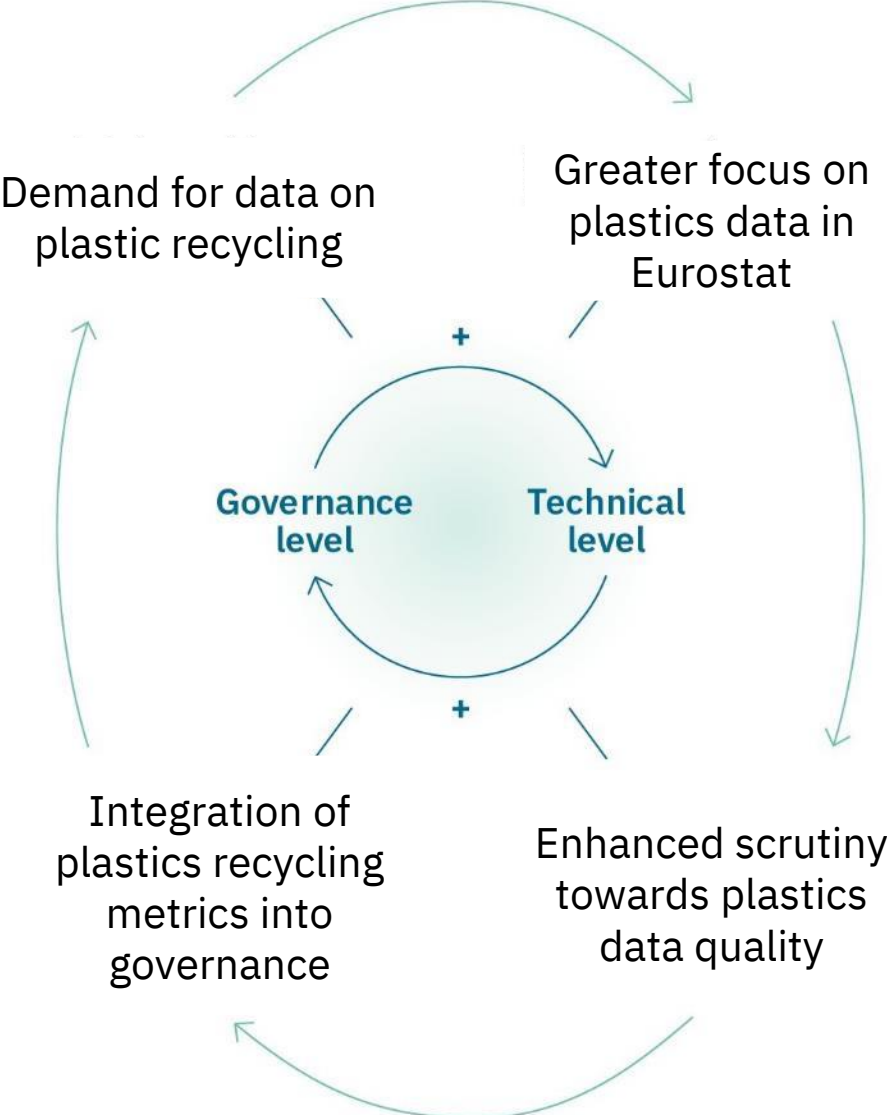 Demand for data on
plastic recycling
Greater focus on
plastics data in
Eurostat
+
Governance
level
Technical
level
+
Integration of
plastics recycling
metrics into
governance
Enhanced scrutiny
towards plastics
data quality